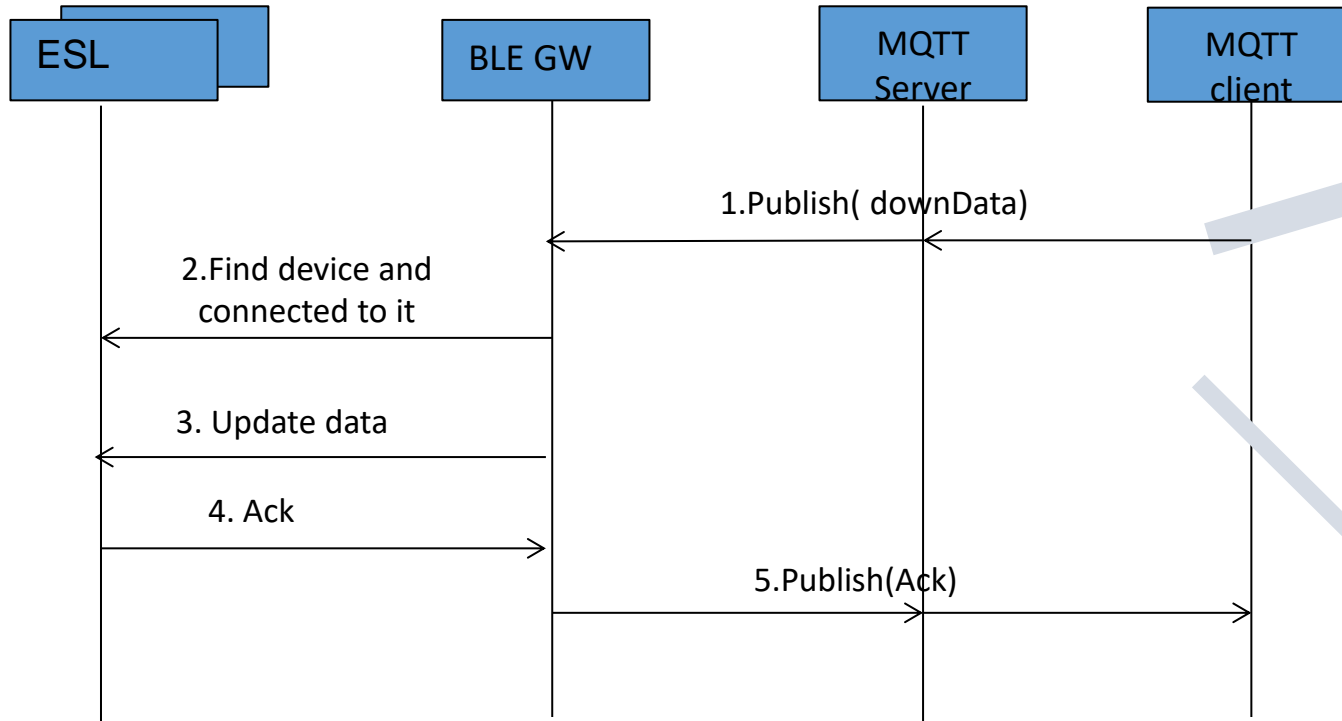 ESL
BLE GW
MQTT
Server
MQTT
client
1.Publish( downData)
2.Find device and
connected to it
3. Update data
4. Ack
5.Publish(Ack)